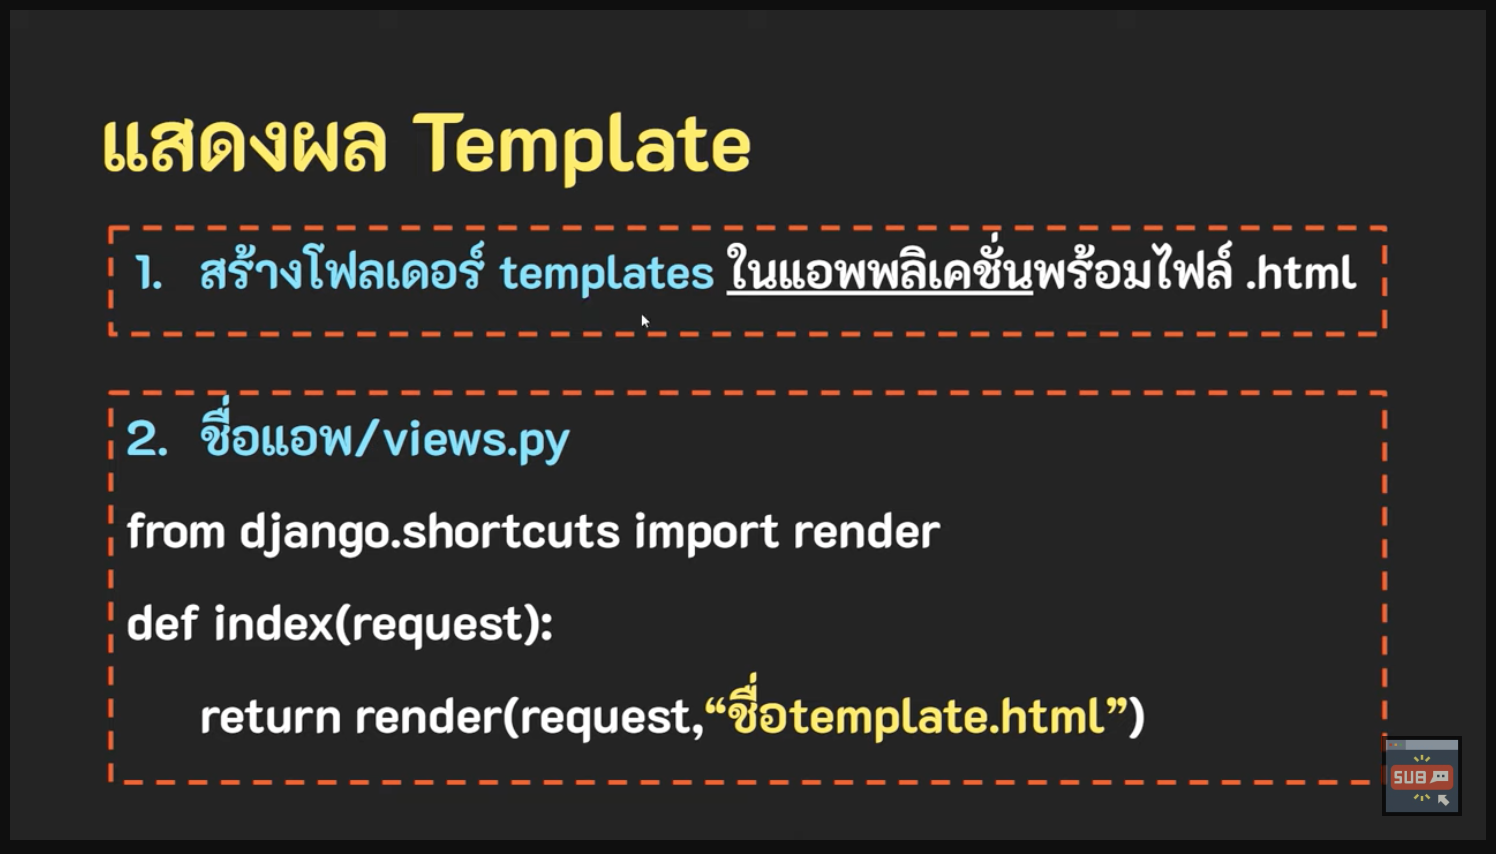 แสดงผล Template
1. สร้างโฟลเดอร์ templates ในแอพพลิเคชั่นพร้อมไฟล์ .html
2. ชื่อแอพ/views.py
from django.shortcuts import render
def index(request):
return render(request,“ชื่อtemplate.html”)
SUB